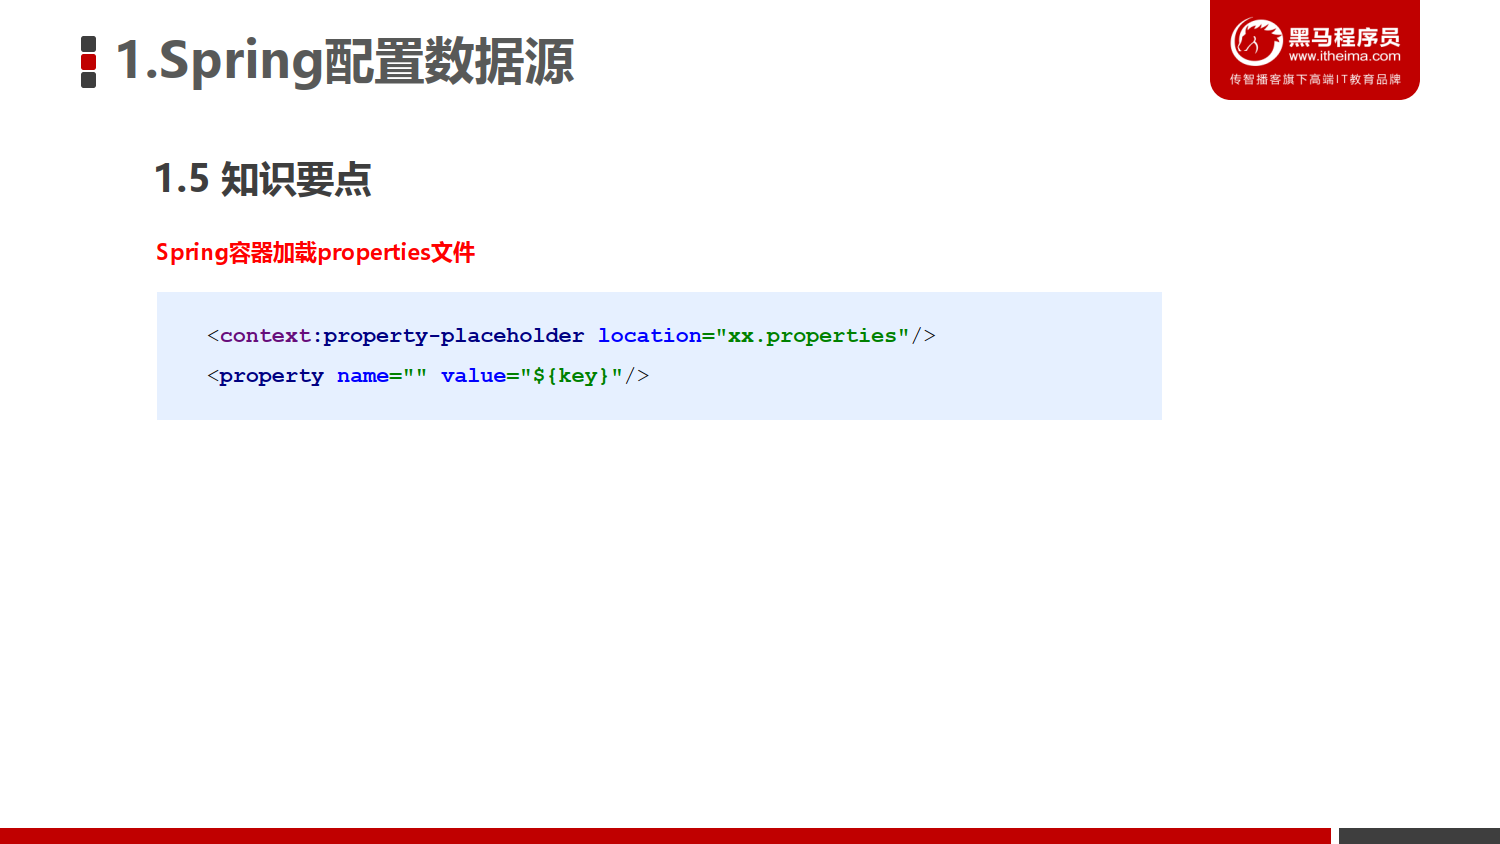 1.Spring配置数据源
黑马程序员
www.itheima.com
传智播客旗下高端IT教育品牌
1.5 知识要点
Spring容器加载properties文件
<context:property-placeholder location="xx.properties"/>
<property name="" value="${key}"/>